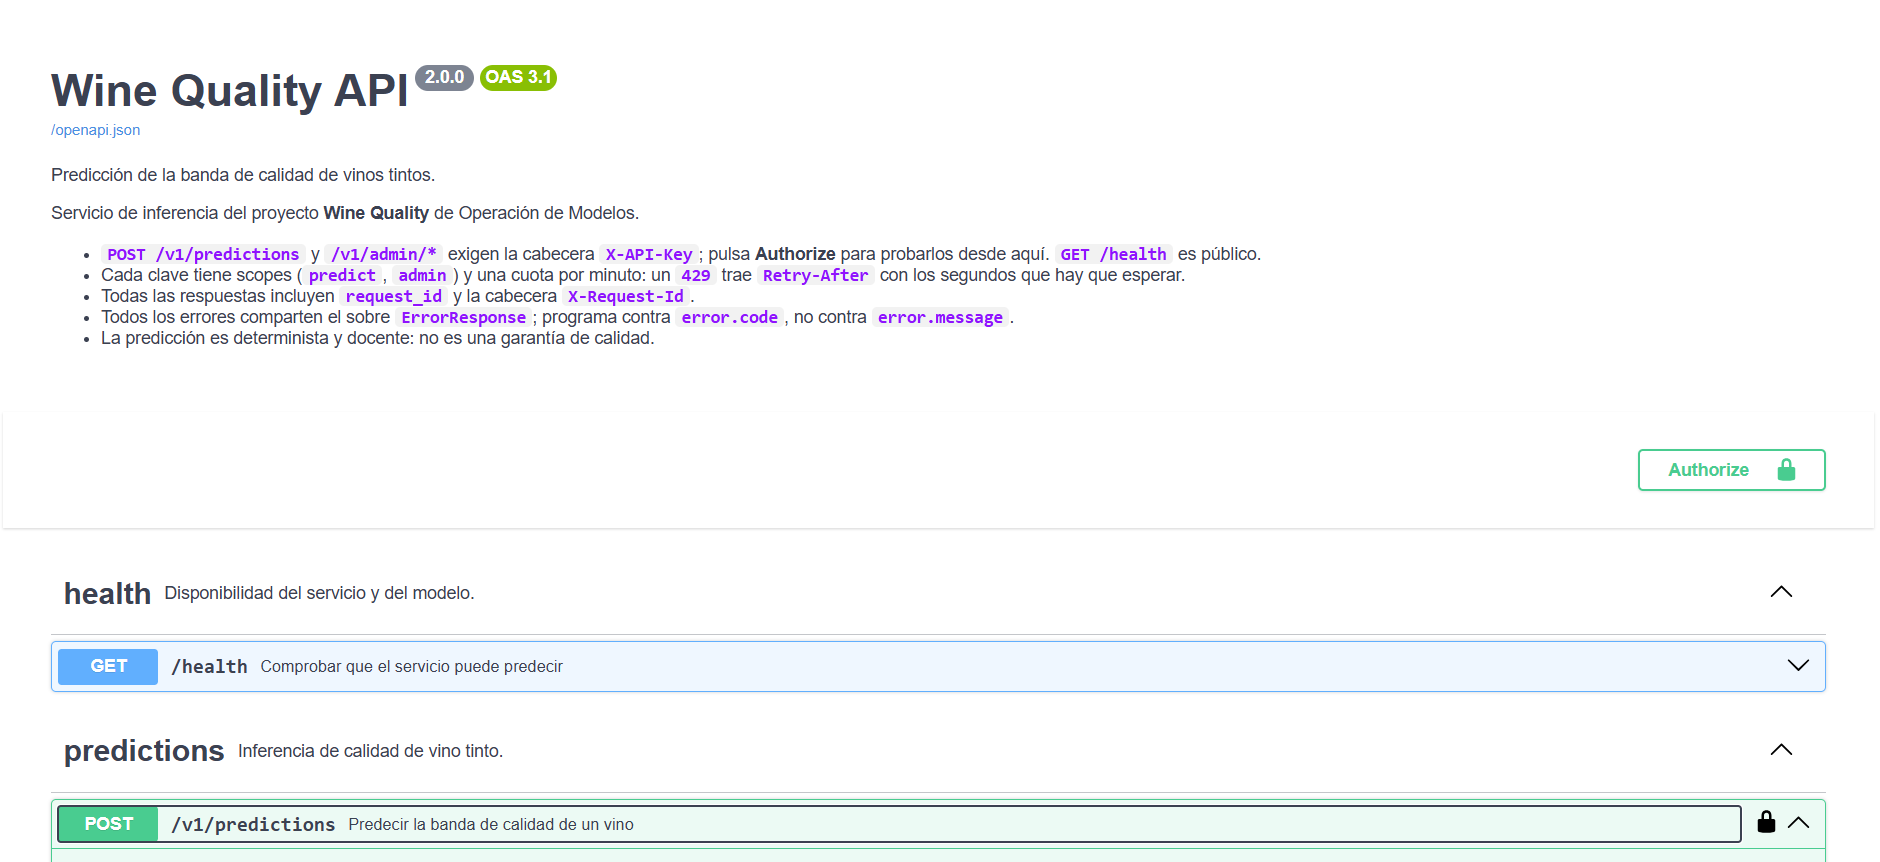 Wine Quality API 2.0.0 OAS 3.1
/openapi.json
Predicción de la banda de calidad de vinos tintos.
Servicio de inferencia del proyecto Wine Quality de Operación de Modelos.
• POST /v1/predictions y /v1/admin/* exigen la cabecera X-API-Key; pulsa Authorize para probarlos desde aquí. GET /health es público.
• Cada clave tiene scopes (predict, admin) y una cuota por minuto: un 429 trae Retry-After con los segundos que hay que esperar.
• Todas las respuestas incluyen request_id y la cabecera X-Request-Id.
• Todos los errores comparten el sobre ErrorResponse; programa contra error.code, no contra error.message.
• La predicción es determinista y docente: no es una garantía de calidad.
Authorize
health Disponibilidad del servicio y del modelo.
GET /health Comprobar que el servicio puede predecir
predictions Inferencia de calidad de vino tinto.
POST /v1/predictions Predecir la banda de calidad de un vino